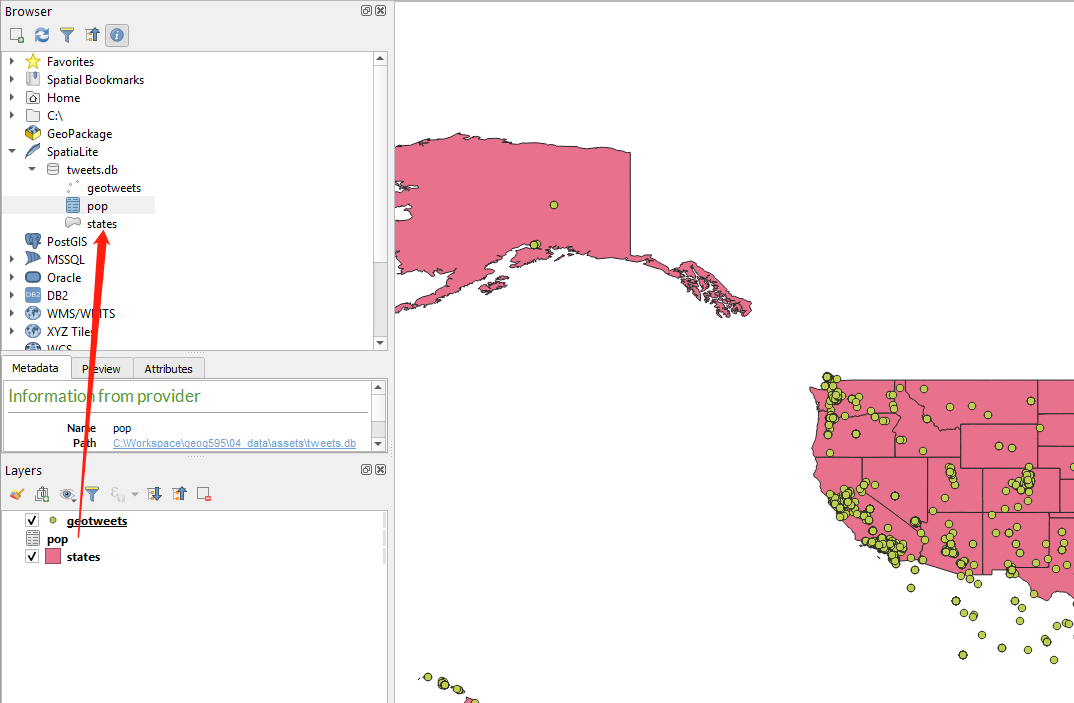 Browser
Favorites
Spatial Bookmarks
Home
C:\
GeoPackage
SpatiaLite
tweets.db
geotweets
pop
states
PostGIS
MSSQL
Oracle
DB2
DB2
WMS/WMTS
XYZ Tiles
WCS
Metadata
Preview
Attributes
Information from provider
Name pop
Path C:\Workspace\geog595\04_data\assets\tweets.db
Layers
geotweets
pop
states